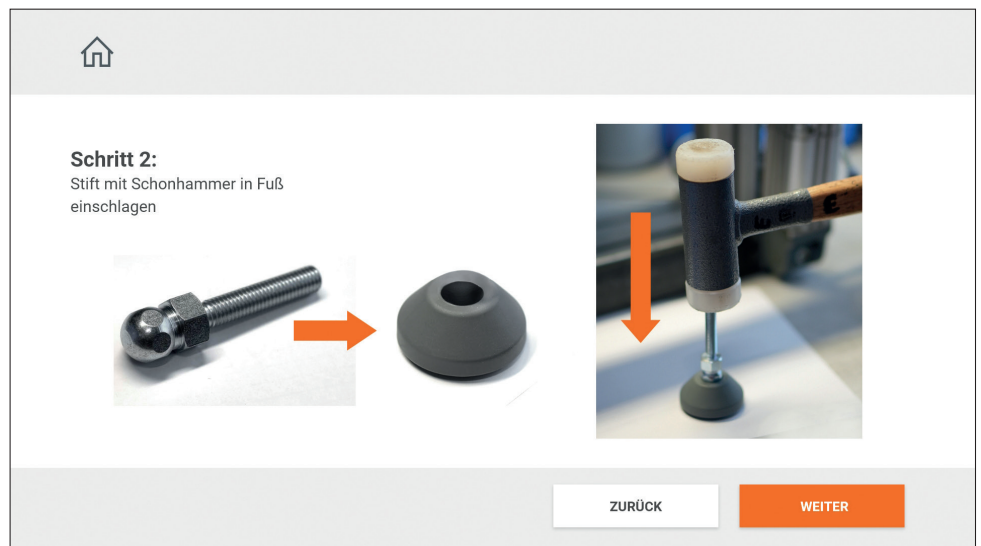 Schritt 2:
Stift mit Schonhammer in Fuß
einschlagen
ZURÜCK
WEITER